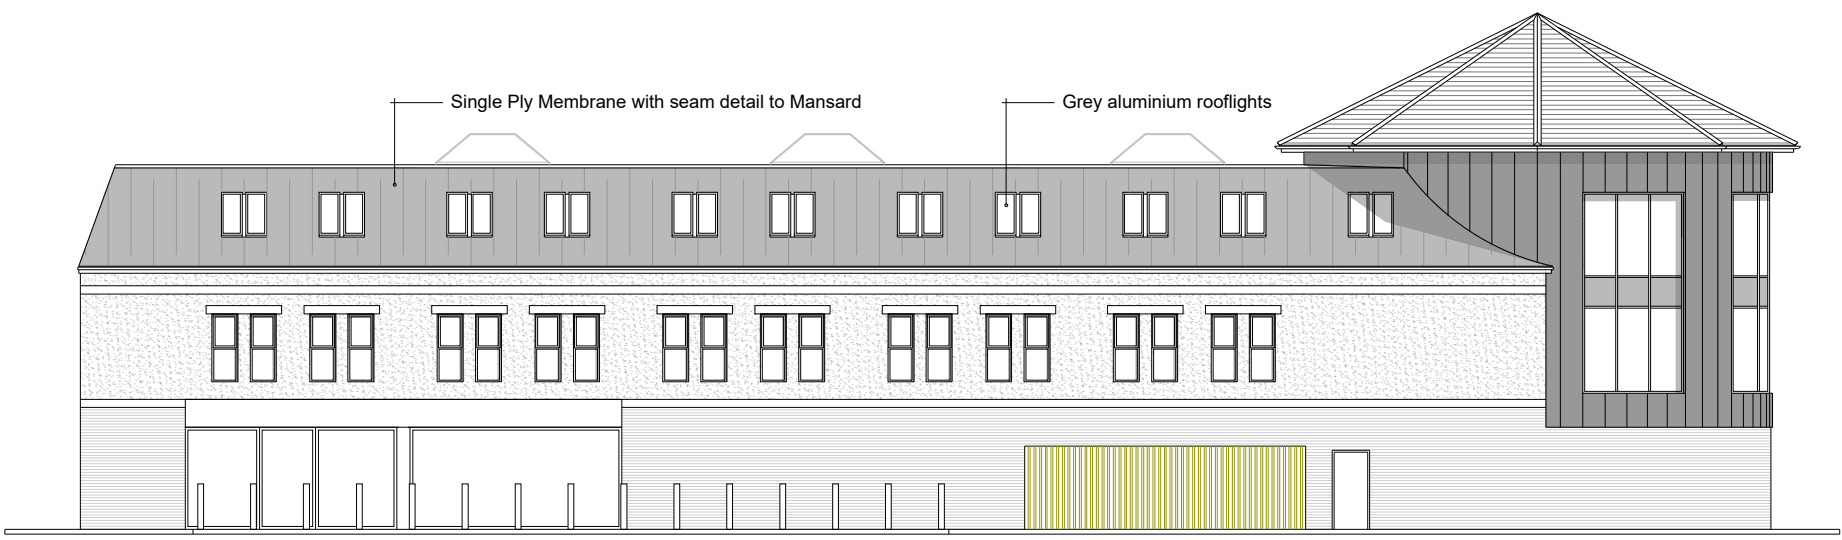 Single Ply Membrane with seam detail to Mansard
Grey aluminium rooflights